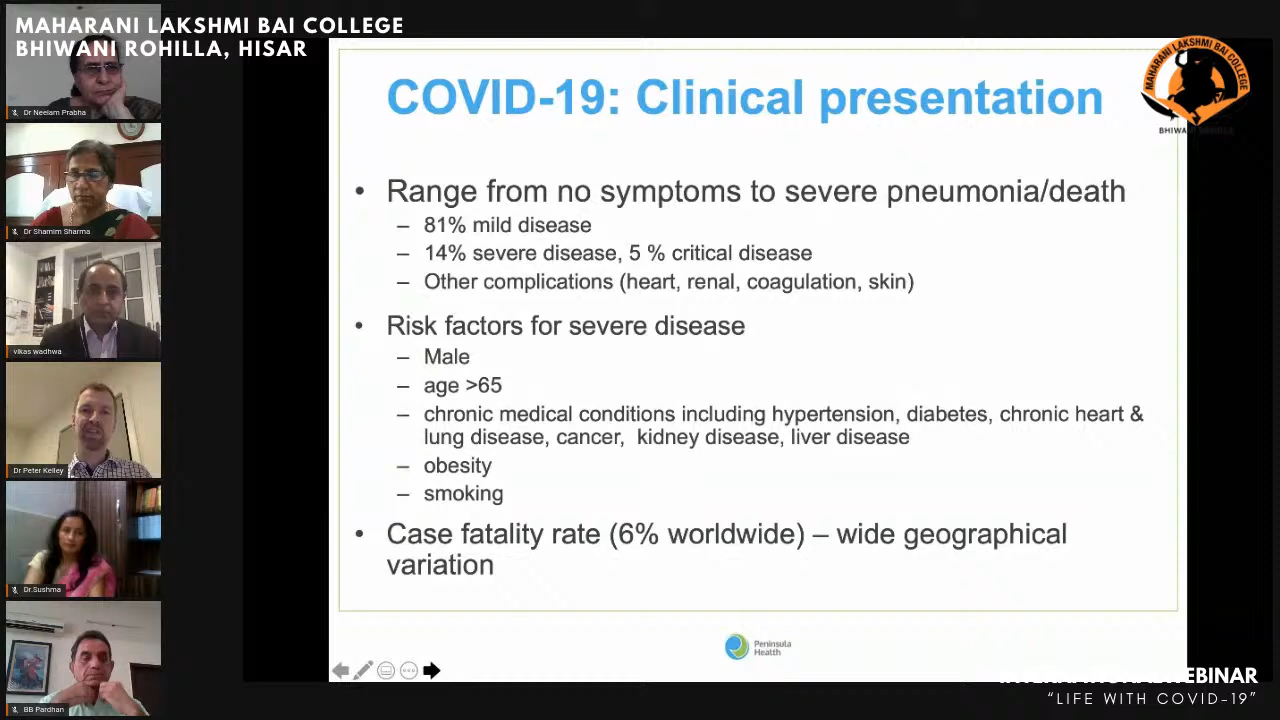 MAHARANI LAKSHMI BAI COLLEGE
BHIWANI ROHILLA, HISAR
Dr Neelam Prabha
Dr Shamim Sharma
vikas wadhwa
Dr Peter Kelley
Dr.Sushma
BB Pardhan
COVID-19: Clinical presentation
• Range from no symptoms to severe pneumonia/death
– 81% mild disease
– 14% severe disease, 5 % critical disease
– Other complications (heart, renal, coagulation, skin)
• Risk factors for severe disease
– Male
– age >65
– chronic medical conditions including hypertension, diabetes, chronic heart &
lung disease, cancer, kidney disease, liver disease
– obesity
– smoking
• Case fatality rate (6% worldwide) – wide geographical
variation
Peninsula
Health
MAHARANI LAKSHMI BAI COLLEGE
BHIWANI ROHILLA
WEBINAR
“LIFE WITH COVID-19”